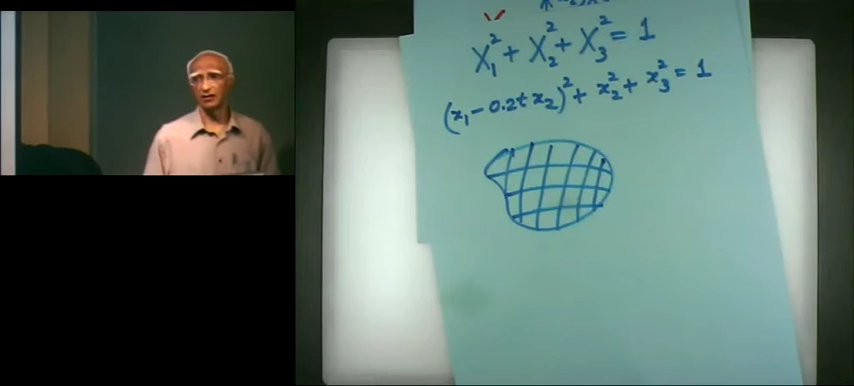 X₁² + X₂² + X₃² = 1
(x₁ - 0.2t x₂)² + x₂² + x₃² = 1